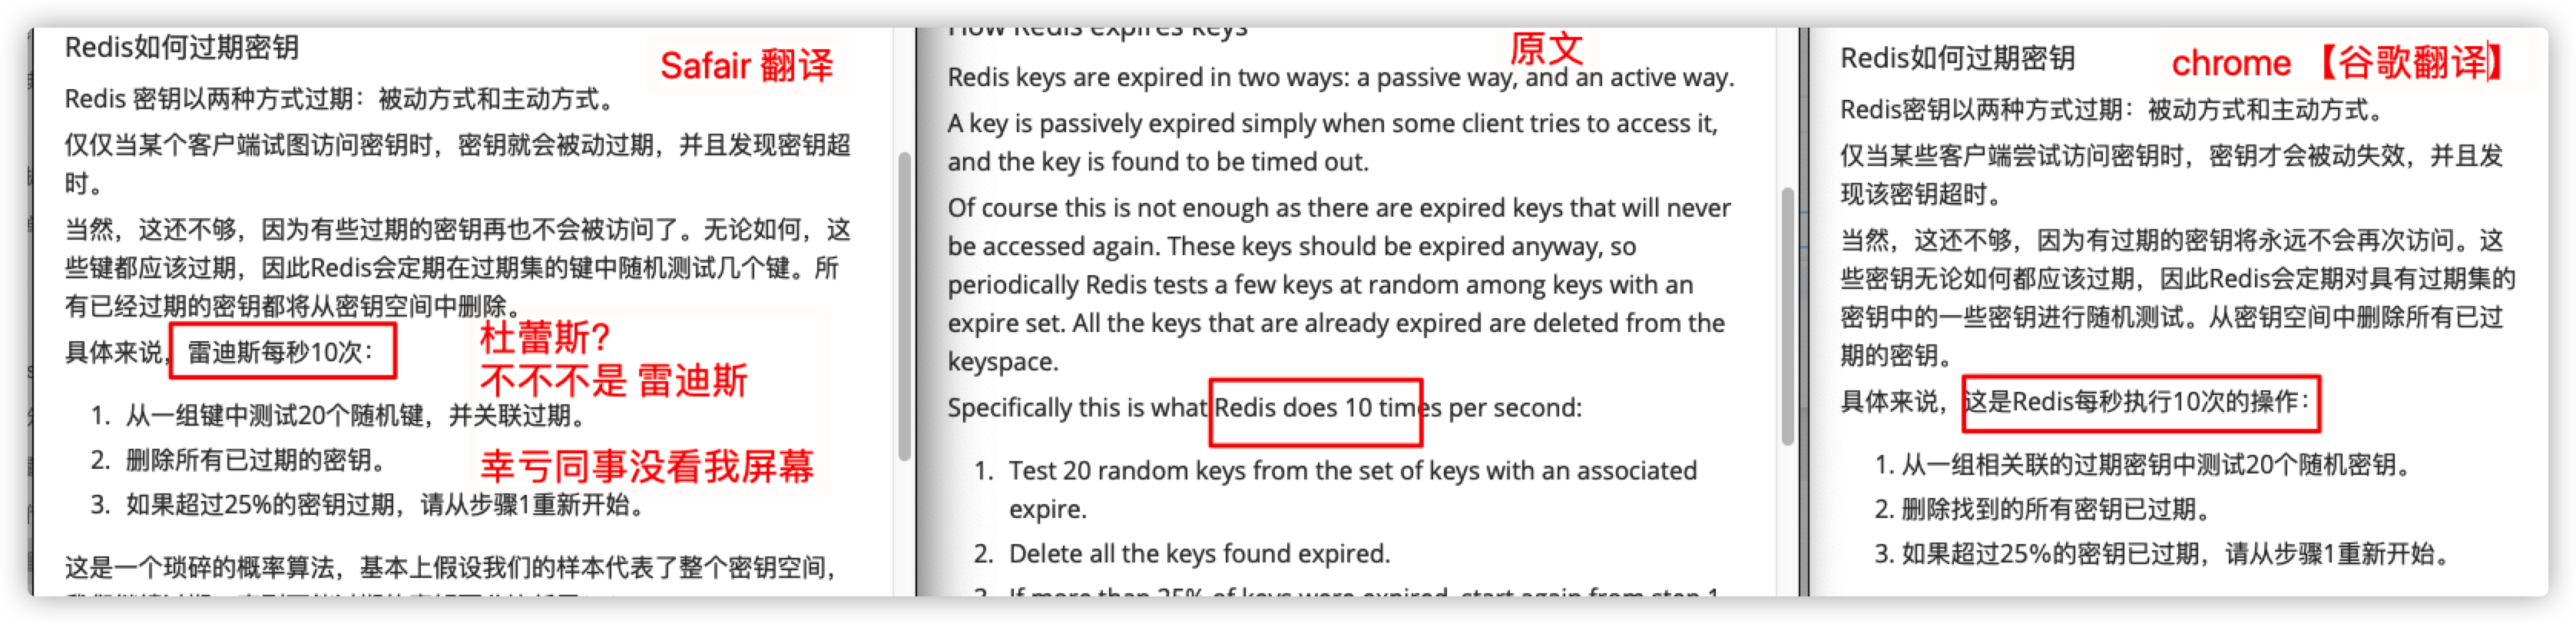 Redis如何过期密钥
Safair 翻译
Redis 密钥以两种方式过期：被动方式和主动方式。
仅仅当某个客户端试图访问密钥时，密钥就会被动过期，并且发现密钥超
时。
当然，这还不够，因为有些过期的密钥再也不会被访问了。无论如何，这
些键都应该过期，因此Redis会定期在过期集的键中随机测试几个键。所
有已经过期的密钥都将从密钥空间中删除。
具体来说，雷迪斯每秒10次：
杜蕾斯？
不不不是 雷迪斯
1. 从一组键中测试20个随机键，并关联过期。
2. 删除所有已过期的密钥。
幸亏同事没看我屏幕
3. 如果超过25%的密钥过期，请从步骤1重新开始。
这是一个琐碎的概率算法，基本上假设我们的样本代表了整个密钥空间，
How Redis expires keys
原文
Redis keys are expired in two ways: a passive way, and an active way.
A key is passively expired simply when some client tries to access it,
and the key is found to be timed out.
Of course this is not enough as there are expired keys that will never
be accessed again. These keys should be expired anyway, so
periodically Redis tests a few keys at random among keys with an
expire set. All the keys that are already expired are deleted from the
keyspace.
Specifically this is what Redis does 10 times per second:
1. Test 20 random keys from the set of keys with an associated
expire.
2. Delete all the keys found expired.
3. If more than 25% of keys were expired, start again from step 1.
Redis如何过期密钥
chrome 【谷歌翻译】
Redis密钥以两种方式过期：被动方式和主动方式。
仅当某些客户端尝试访问密钥时，密钥才会被动失效，并且发
现该密钥超时。
当然，这还不够，因为有过期的密钥将永远不会再次访问。这
些密钥无论如何都应该过期，因此Redis会定期对具有过期集的
密钥中的一些密钥进行随机测试。从密钥空间中删除所有已过
期的密钥。
具体来说，这是Redis每秒执行10次的操作：
1. 从一组相关联的过期密钥中测试20个随机密钥。
2. 删除找到的所有密钥已过期。
3. 如果超过25%的密钥已过期，请从步骤1重新开始。